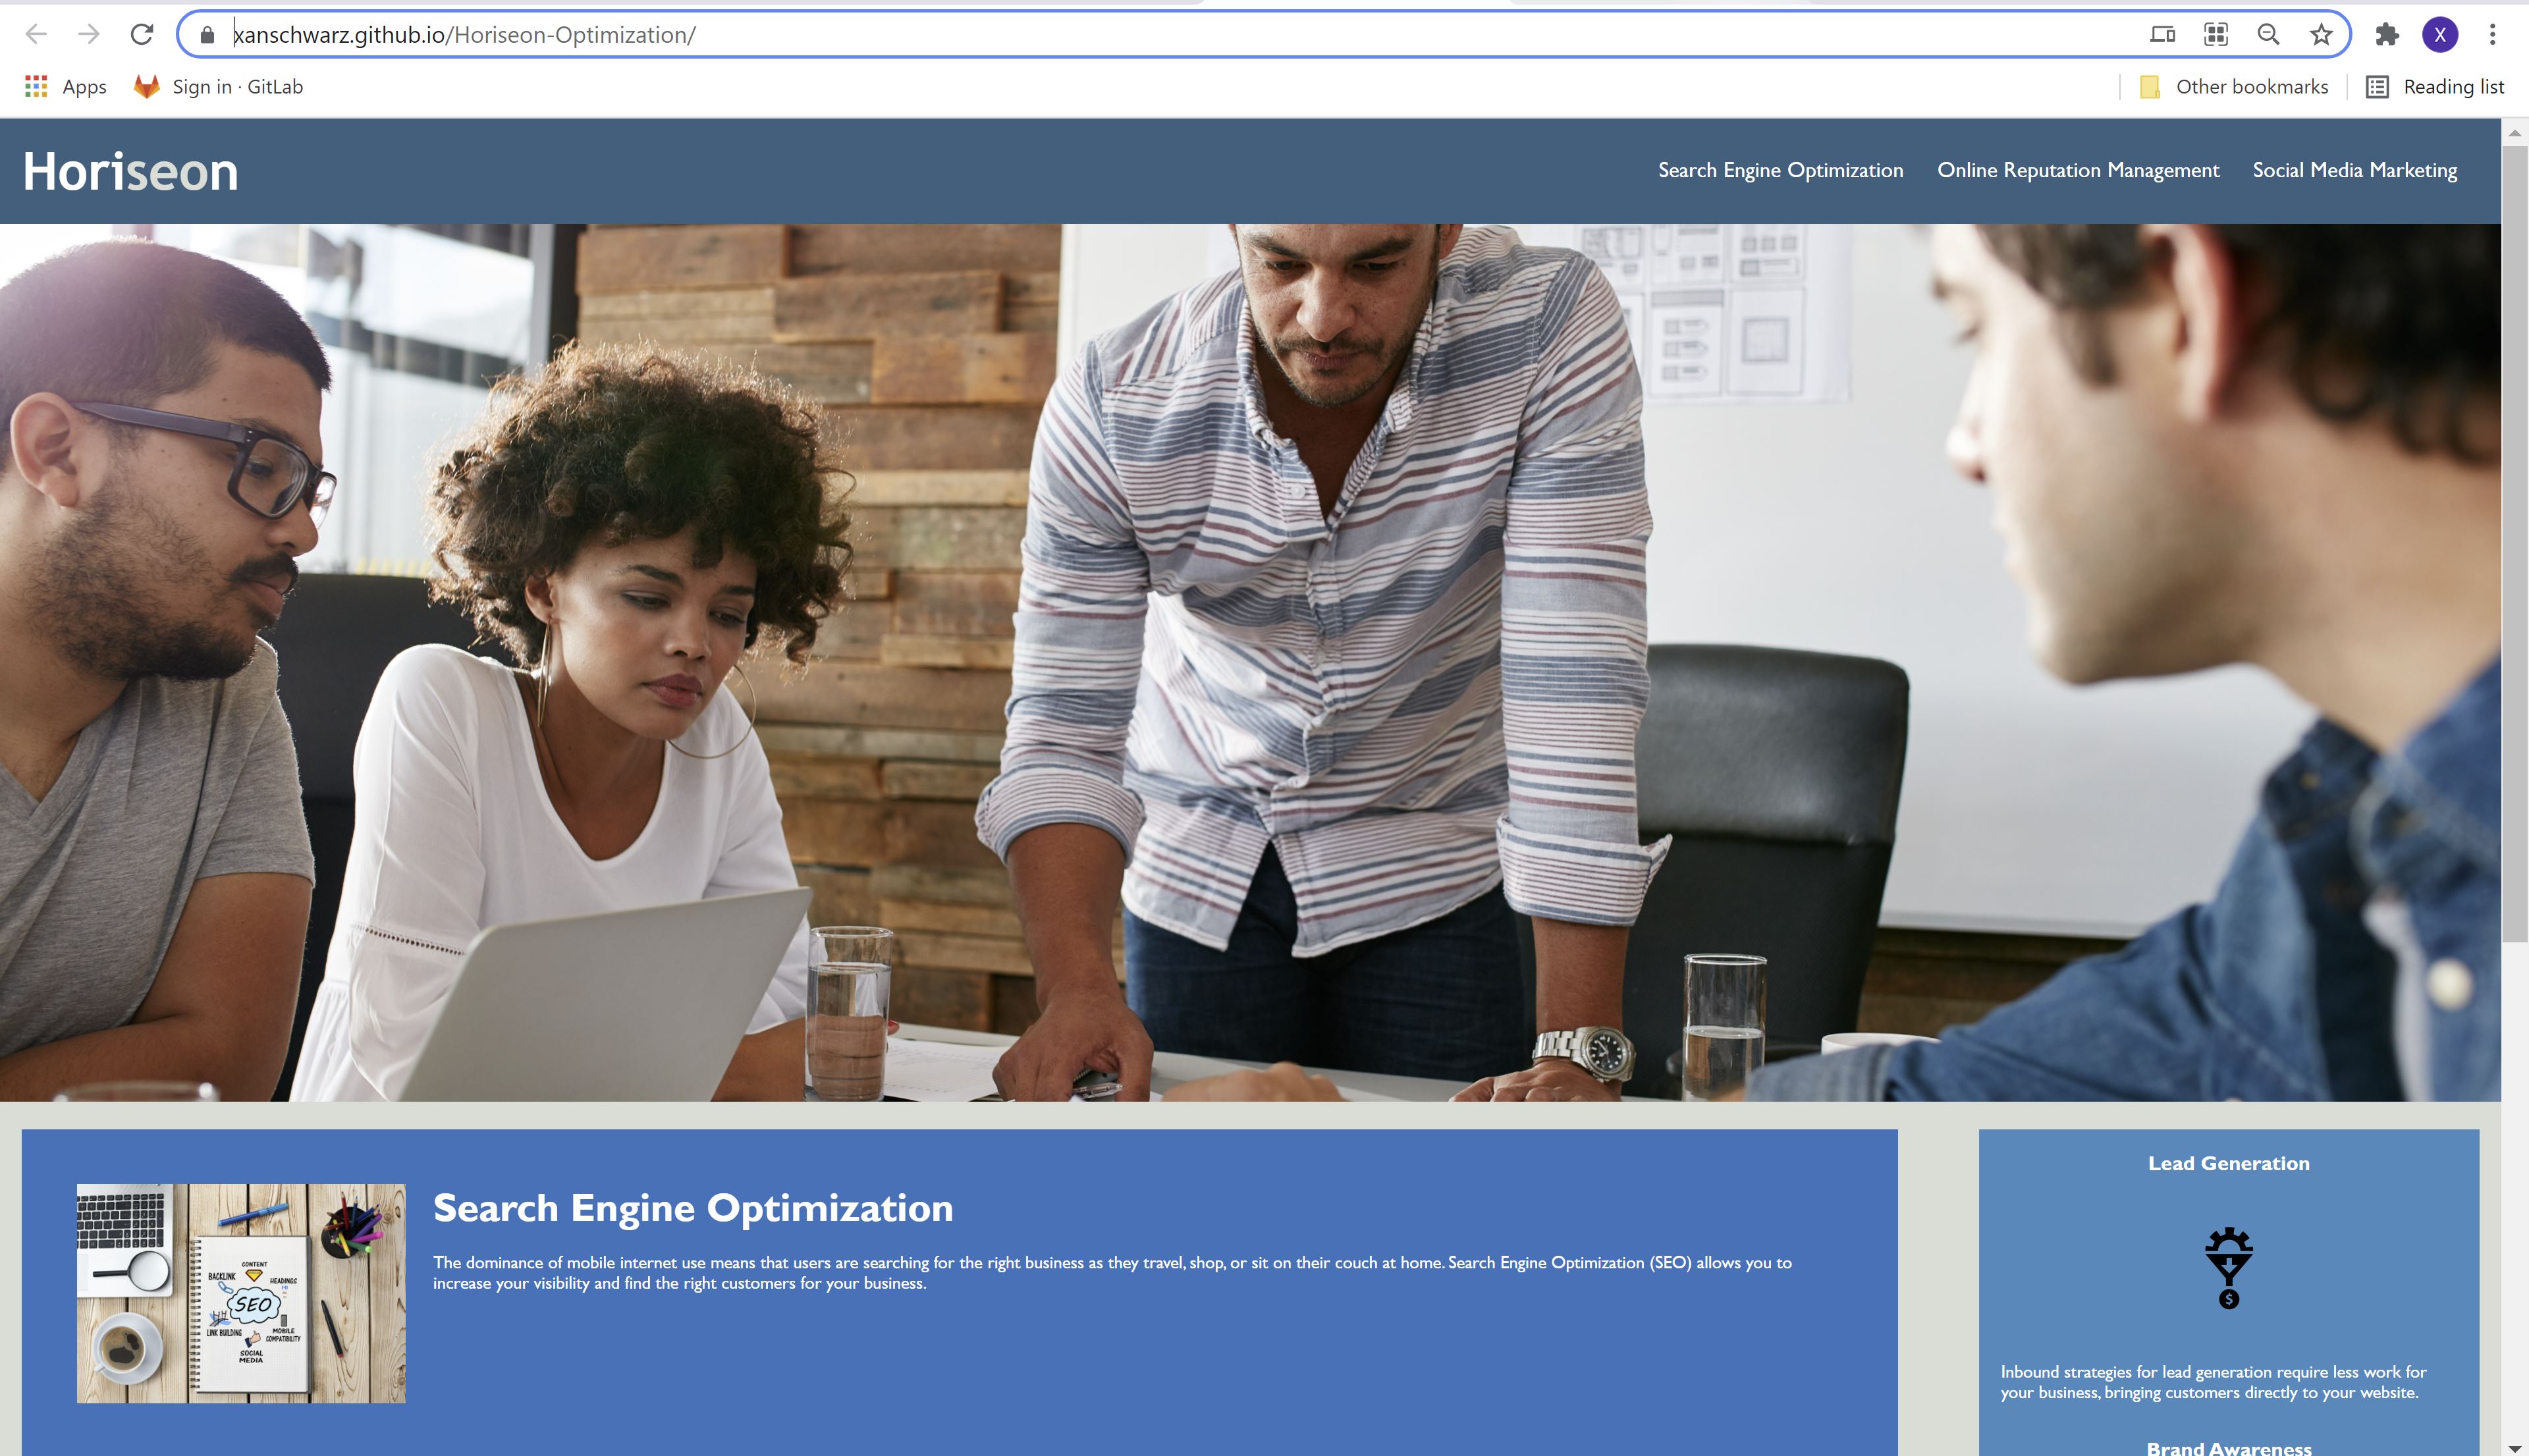 xanschwarz.github.io/Horiseon-Optimization/
X
Apps
Sign in · GitLab
Other bookmarks
Reading list
Horiseon
Search Engine Optimization
Online Reputation Management
Social Media Marketing
Search Engine Optimization
The dominance of mobile internet use means that users are searching for the right business as they travel, shop, or sit on their couch at home. Search Engine Optimization (SEO) allows you to
increase your visibility and find the right customers for your business.
CONTENT
BACKLINK
HEADINGS
SEO
LINK BUILDING
MOBILE
COMPATIBILITY
SOCIAL
MEDIA
Lead Generation
$
Inbound strategies for lead generation require less work for
your business, bringing customers directly to your website.
Brand Awareness